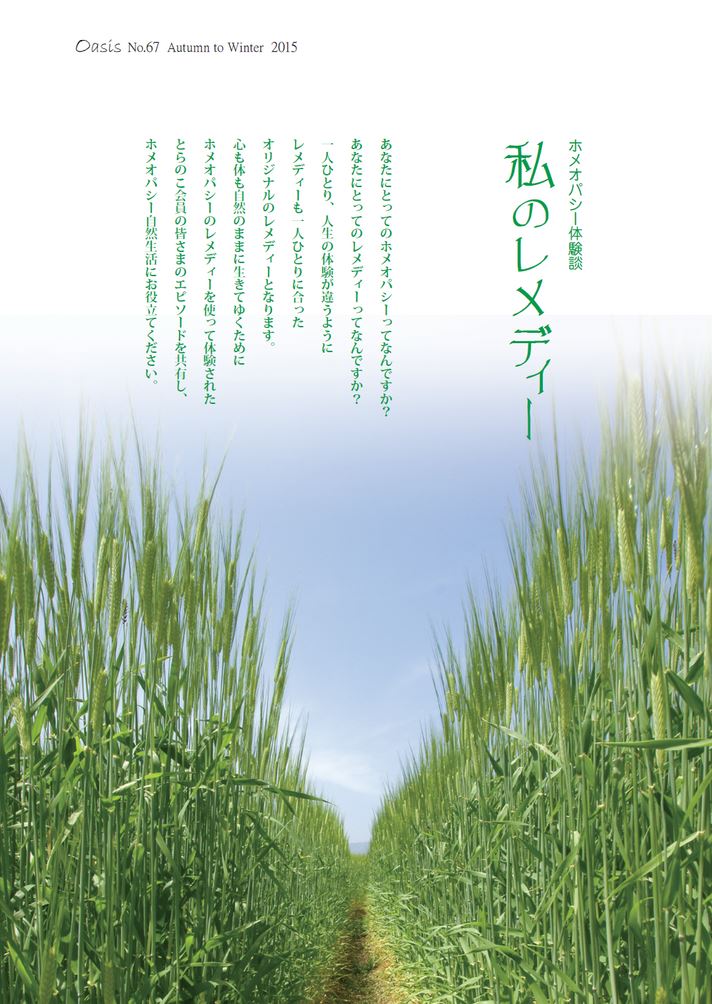 Oasis No.67 Autumn to Winter 2015
ホメオパシー体験談
私のレメディー
あなたにとってのホメオパシーってなんですか?
あなたにとってのレメディーってなんですか?
一人ひとり、人生の体験が違うように
レメディーも一人ひとりに合った
オリジナルのレメディーとなります。
心も体も自然のままに生きてゆくために
ホメオパシーのレメディーを使って体験された
とらのこ会員の皆さまのエピソードを共有し、
ホメオパシー自然生活にお役立てください。